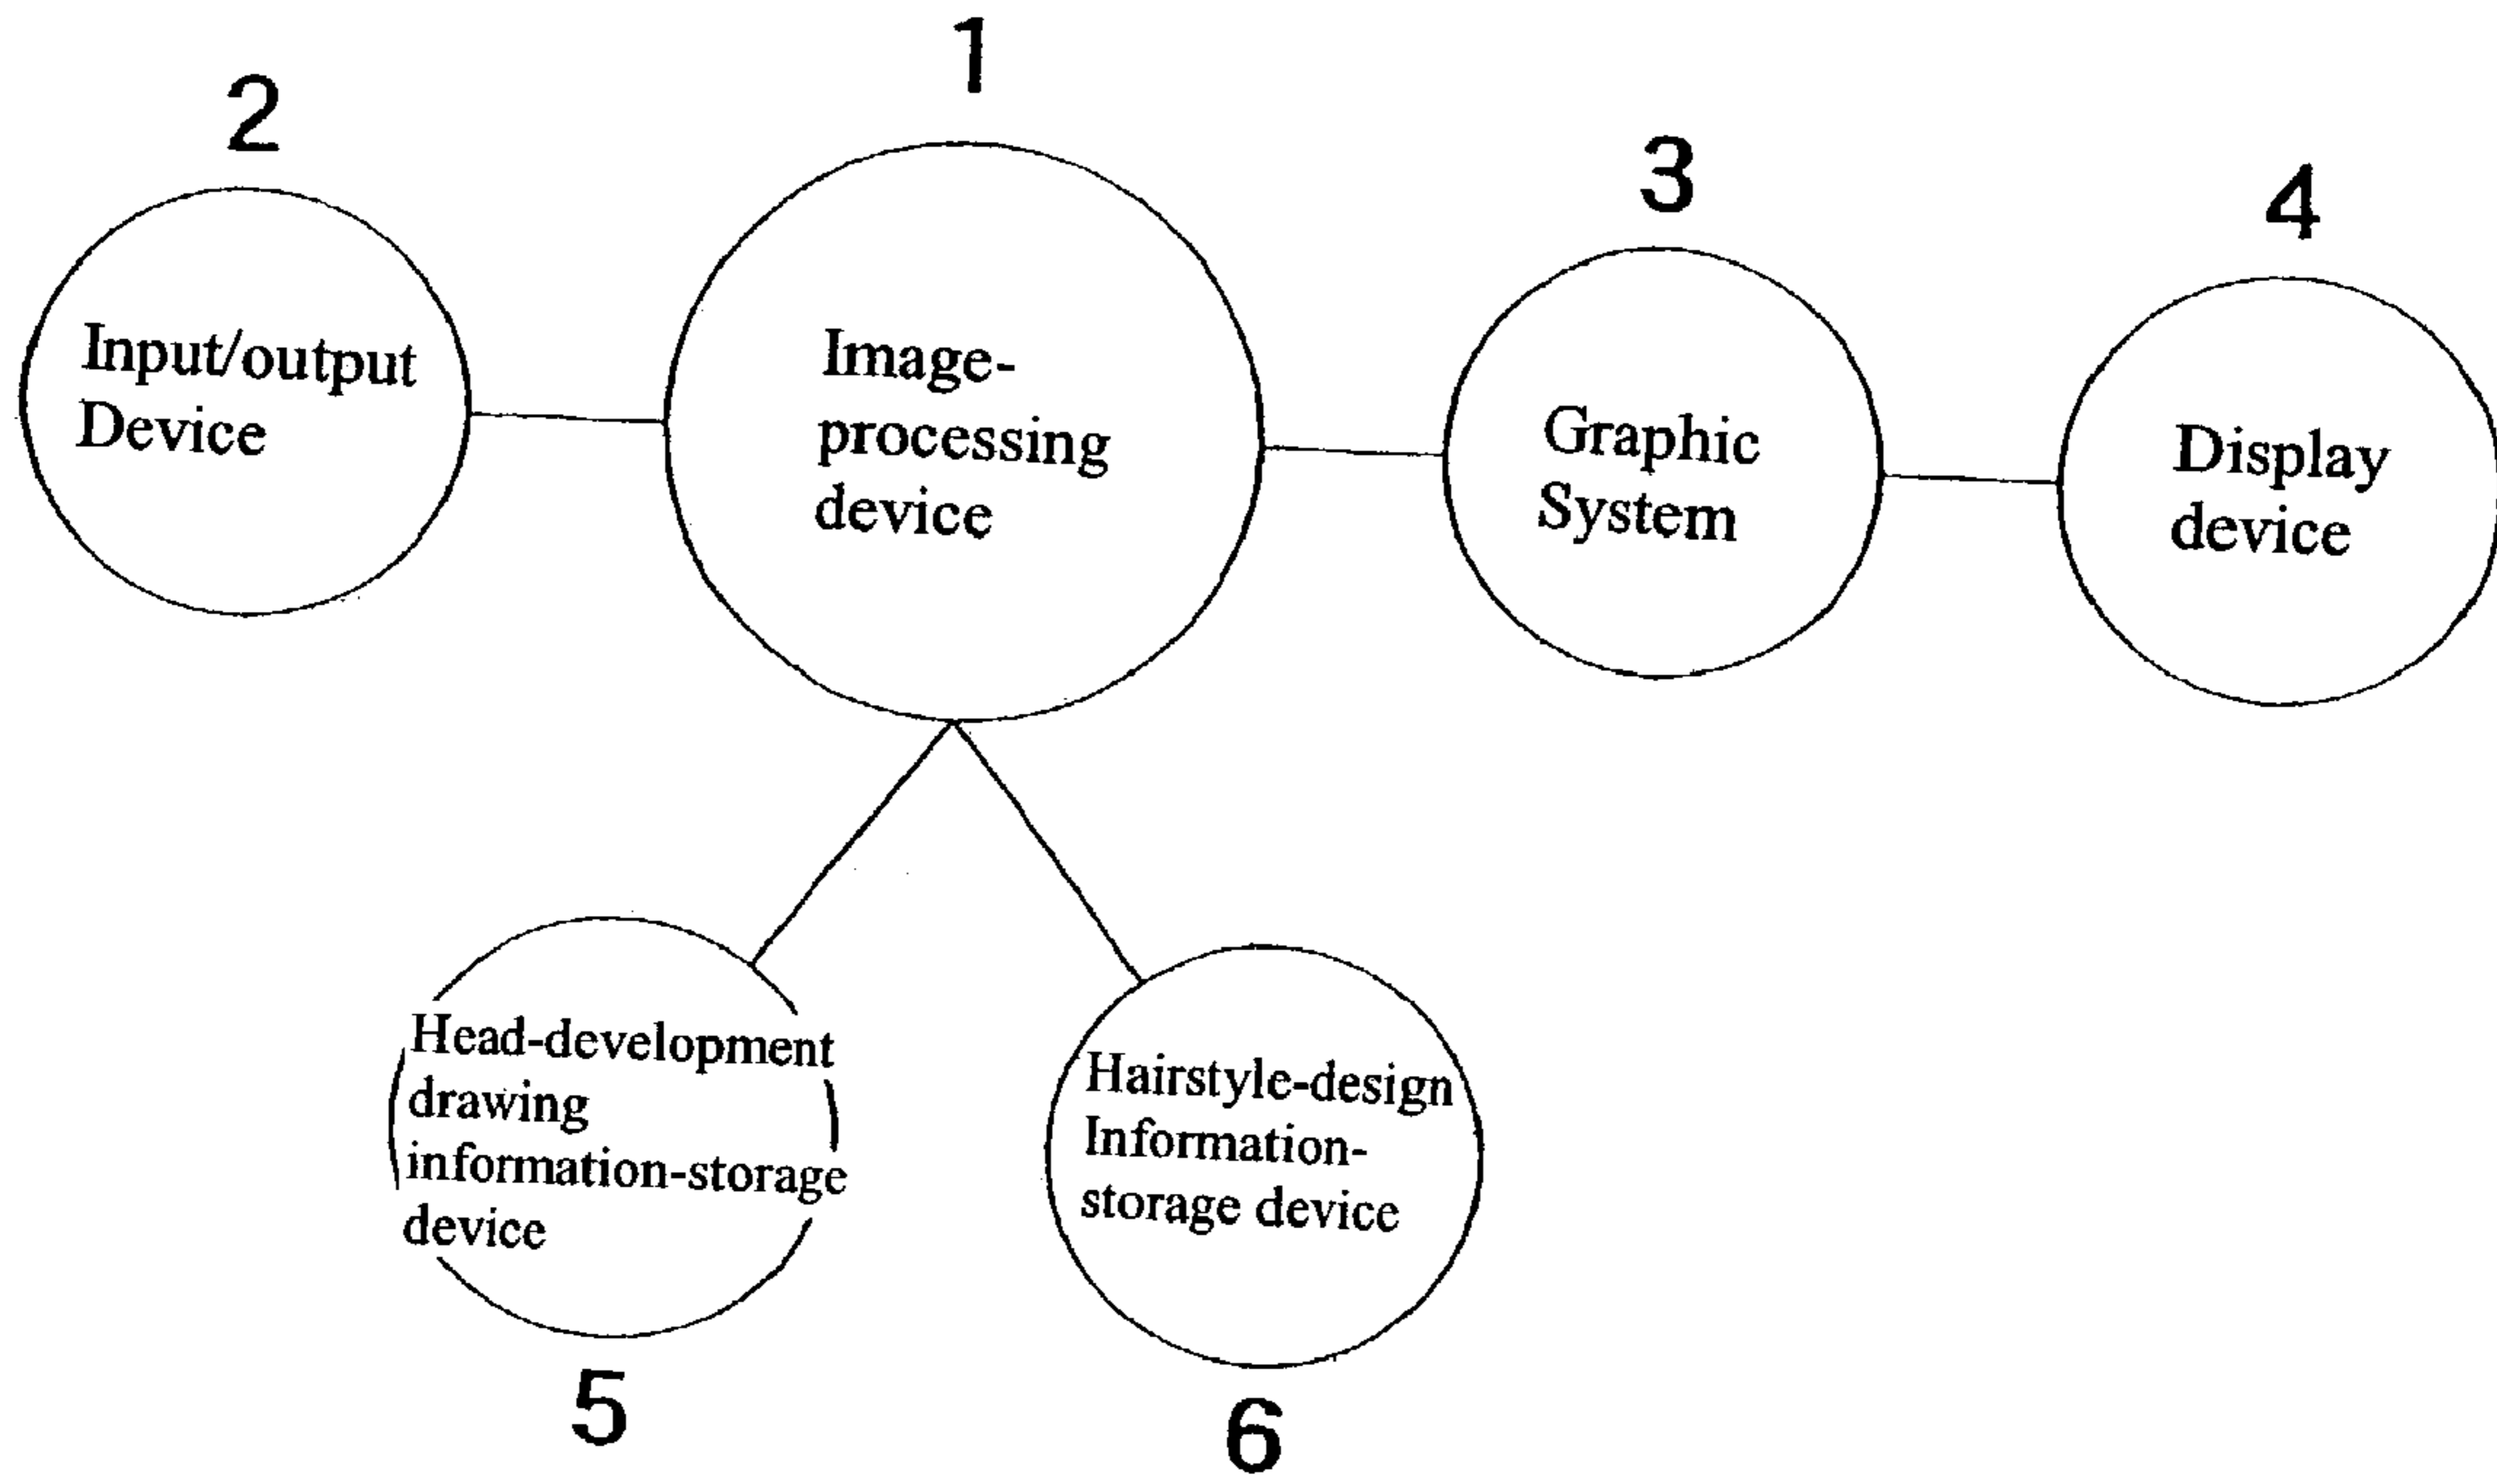 1
2
3
4
Input/output
Device
Image-
processing
device
Graphic
System
Display
device
Head-development
drawing
information-storage
device
Hairstyle-design
Information-
storage device
5
6